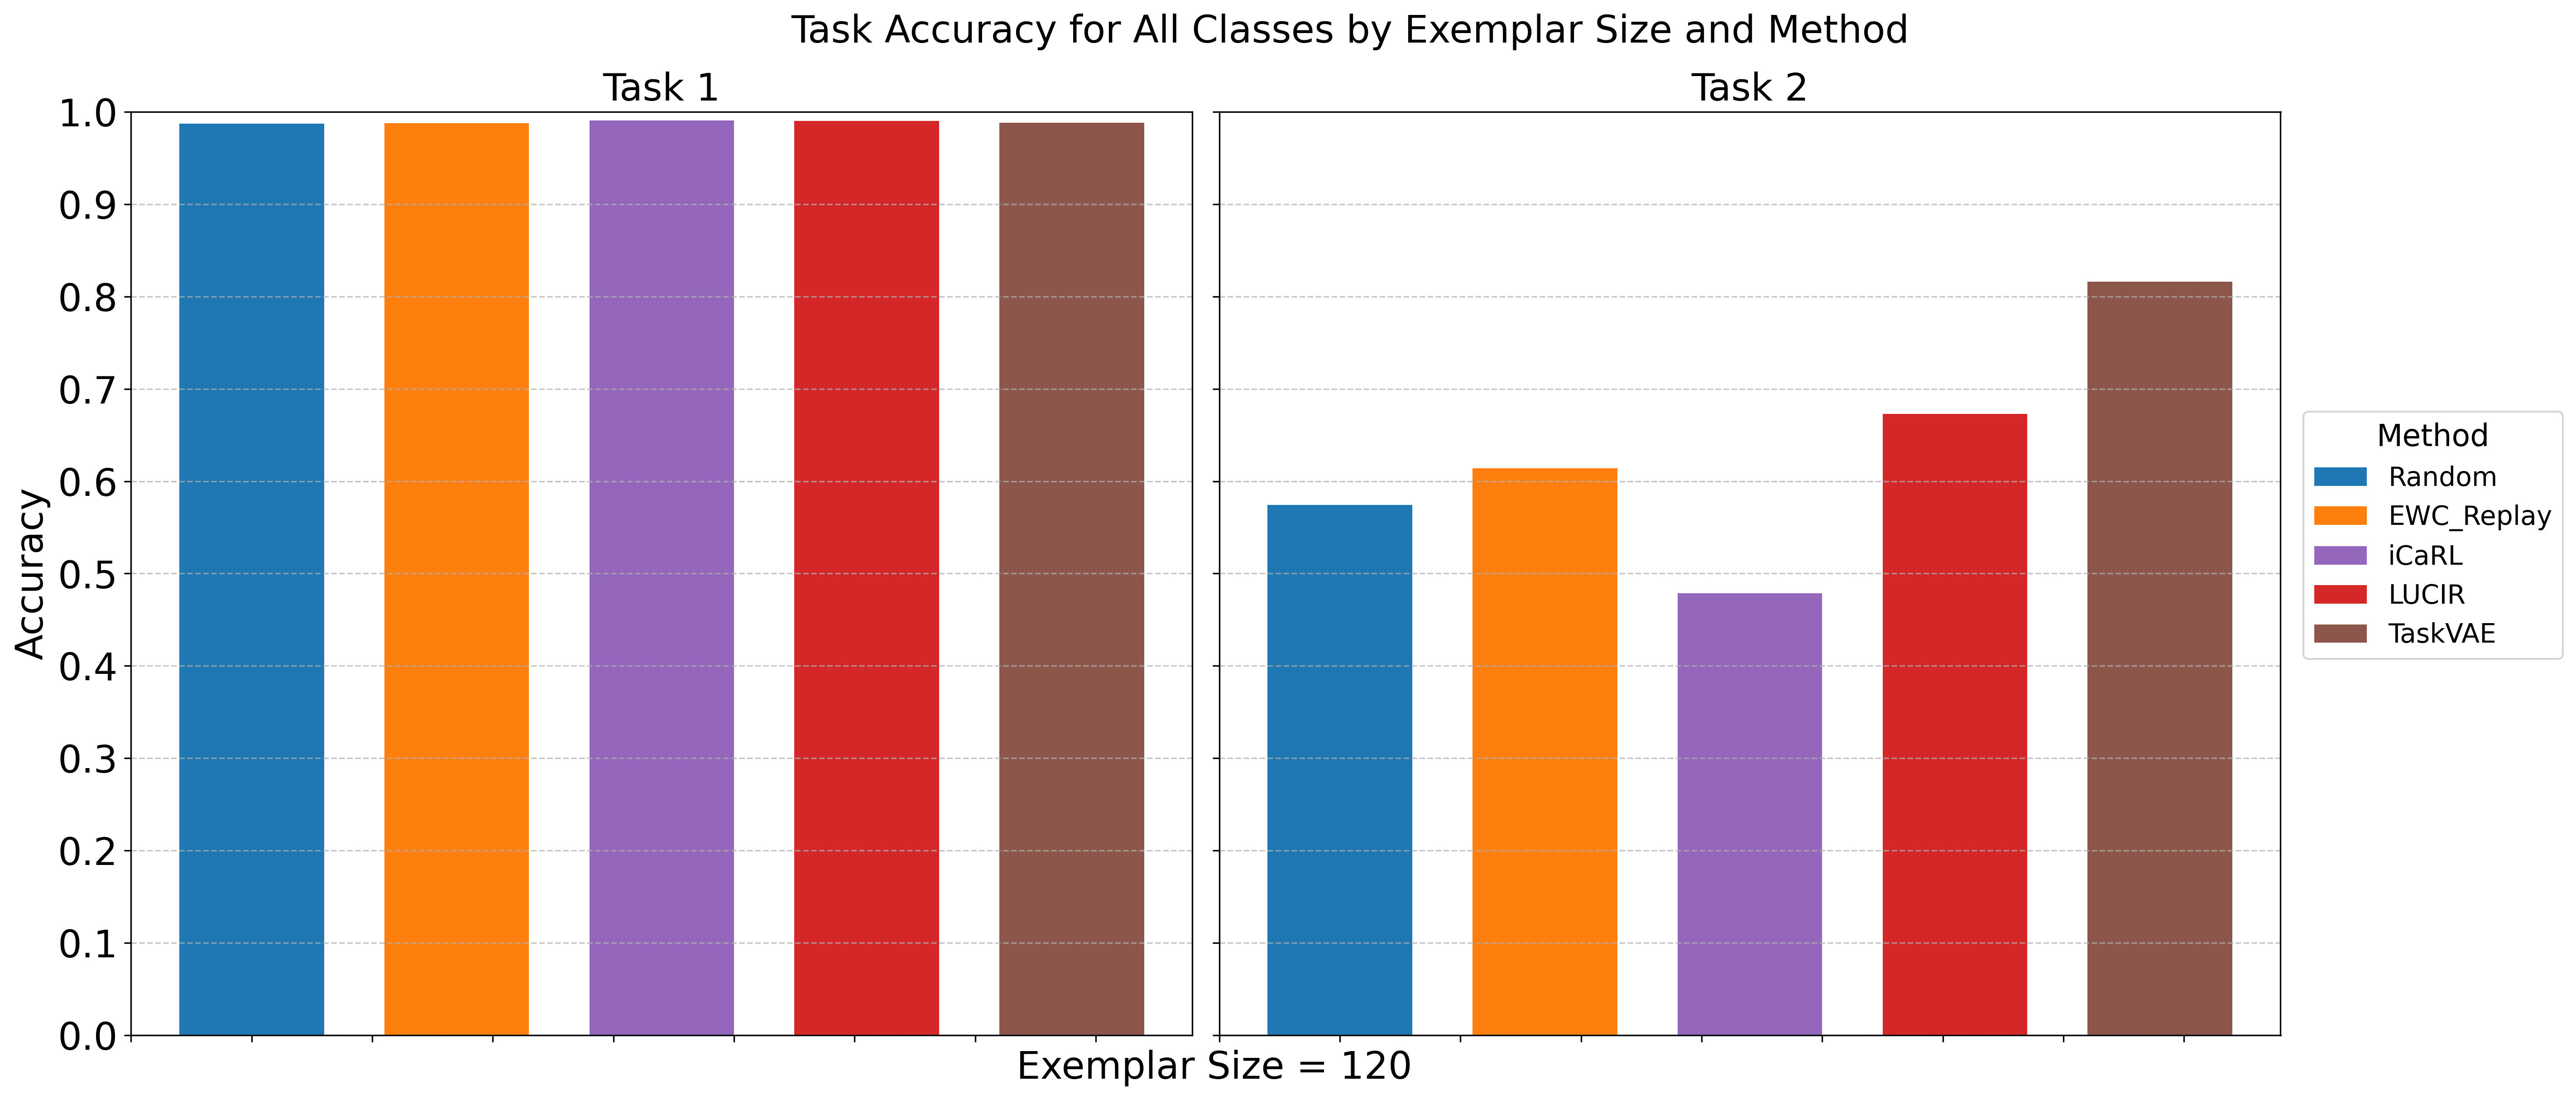 Task Accuracy for All Classes by Exemplar Size and Method
Task 1
Task 2
1.0
0.9
0.8
0.7
0.6
0.5
0.4
0.3
0.2
0.1
0.0
Accuracy
Exemplar Size = 120
Method
Random
EWC_Replay
iCaRL
LUCIR
TaskVAE